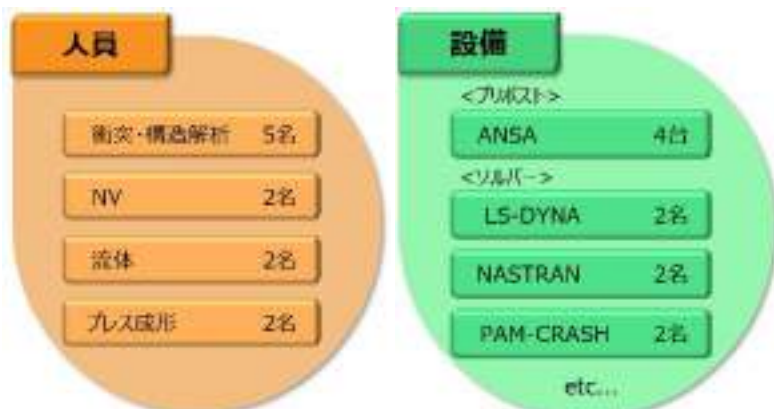 人員
衝突・構造解析 5名
NV 2名
流体 2名
プレス成形 2名
設備
<プリポスト>
ANSA 4台
<ソルバー>
LS-DYNA 2名
NASTRAN 2名
PAM-CRASH 2名
etc...